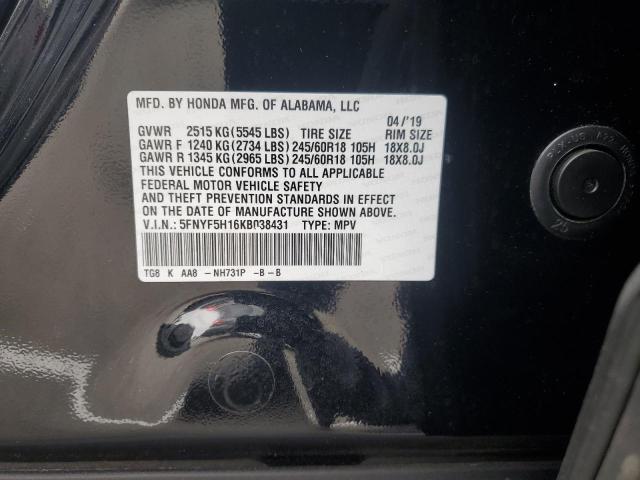 MFD. BY HONDA MFG. OF ALABAMA, LLC
04/'19
GVWR 2515 KG (5545 LBS) TIRE SIZE RIM SIZE
GAWR F 1240 KG (2734 LBS) 245/60R18 105H 18X8.0J
GAWR R 1345 KG (2965 LBS) 245/60R18 105H 18X8.0J
THIS VEHICLE CONFORMS TO ALL APPLICABLE
FEDERAL MOTOR VEHICLE SAFETY
AND THEFT PREVENTION STANDARDS IN EFFECT
ON THE DATE OF MANUFACTURE SHOWN ABOVE.
V.I.N.: 5FNYF5H16KB038431 TYPE: MPV
TG8 K AA8 -NH731P -B-B
25